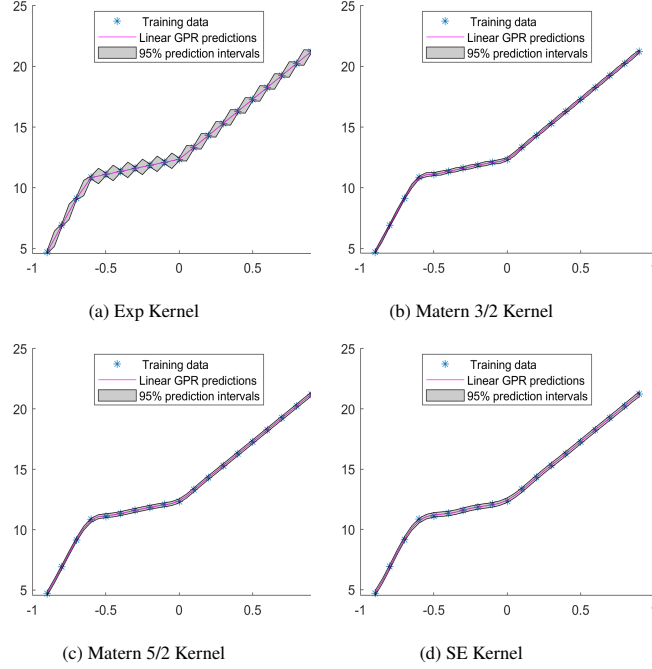 Training data
Linear GPR predictions
95% prediction intervals
25
20
15
10
5
-1
-0.5
0
0.5
(a) Exp Kernel
Training data
Linear GPR predictions
95% prediction intervals
25
20
15
10
5
-1
-0.5
0
0.5
1
(b) Matern 3/2 Kernel
Training data
Linear GPR predictions
95% prediction intervals
25
20
15
10
5
-1
-0.5
0
0.5
(c) Matern 5/2 Kernel
Training data
Linear GPR predictions
95% prediction intervals
25
20
15
10
5
-1
-0.5
0
0.5
1
(d) SE Kernel